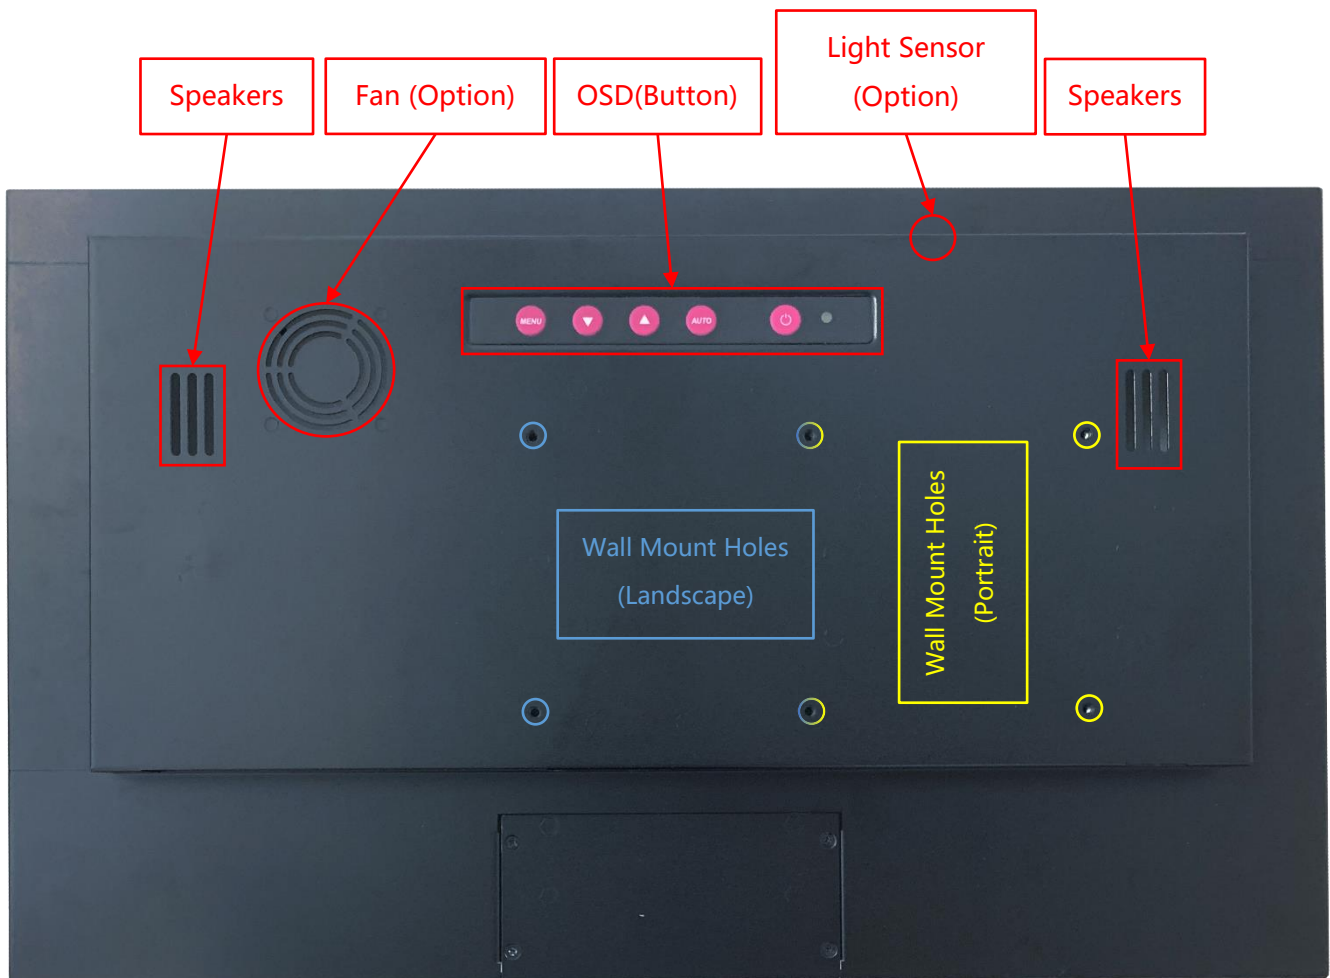 Speakers
Fan (Option)
OSD(Button)
Light Sensor
(Option)
Speakers
MENU
AUTO
Wall Mount Holes
(Landscape)
Wall Mount Holes
(Portrait)